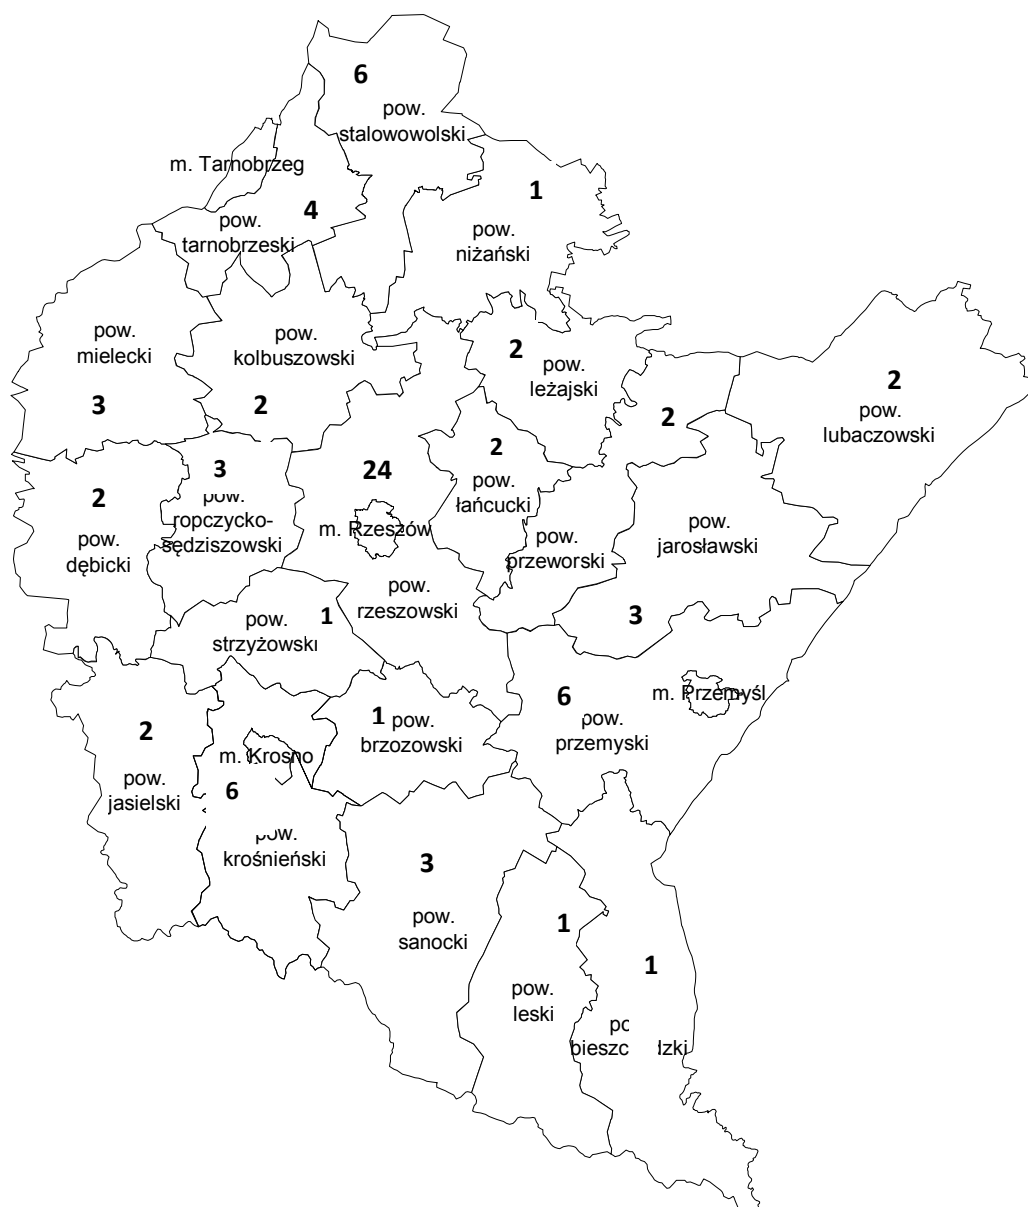 6
pow.
stalowowolski
m. Tarnobrzeg
1
4
pow.
tarnobrzeski
pow.
niżański
pow.
mielecki
3
pow.
kolbuszowski
2
2
pow.
leżajski
2
2
pow.
lubaczowski
2
pow.
dębicki
3
pow.
ropczycko-
sędziszowski
24
m. Rzeszów
pow.
rzeszowski
2
pow.
łańcucki
pow.
przeworski
pow.
jarosławski
3
pow.
strzyżowski
1
2
pow.
jasielski
m. Krosno
6
pow.
krośnieński
1
pow.
brzozowski
6
pow.
przemyski
m. Przemyśl
3
pow.
sanocki
1
pow.
leski
1